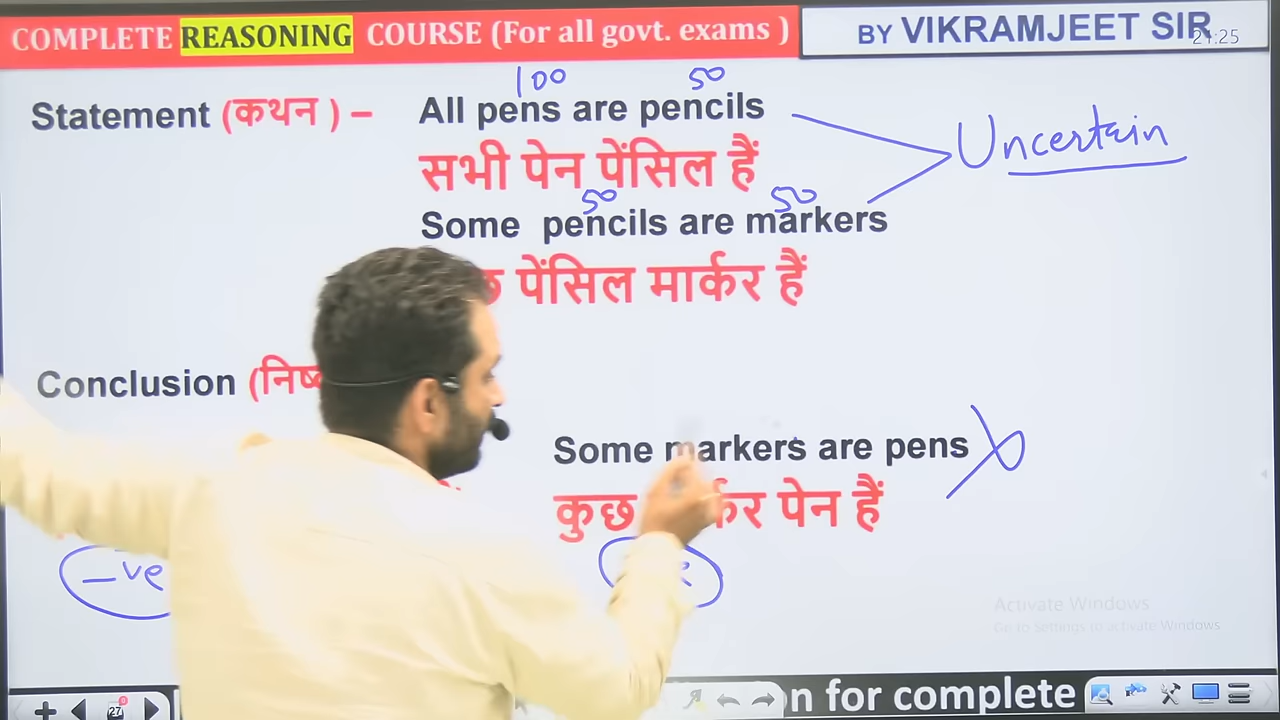 COMPLETE REASONING COURSE (For all govt. exams )
BY VIKRAMJEET SIR
21:25
100 50
Statement (कथन ) – All pens are pencils
Uncertain
सभी पेन पेंसिल हैं
50 50
Some pencils are markers
पेंसिल मार्कर हैं
Conclusion
Some markers are pens
कुछ पेन हैं
–ve
Activate Windows
Go to Settings to activate Windows
27
for complete